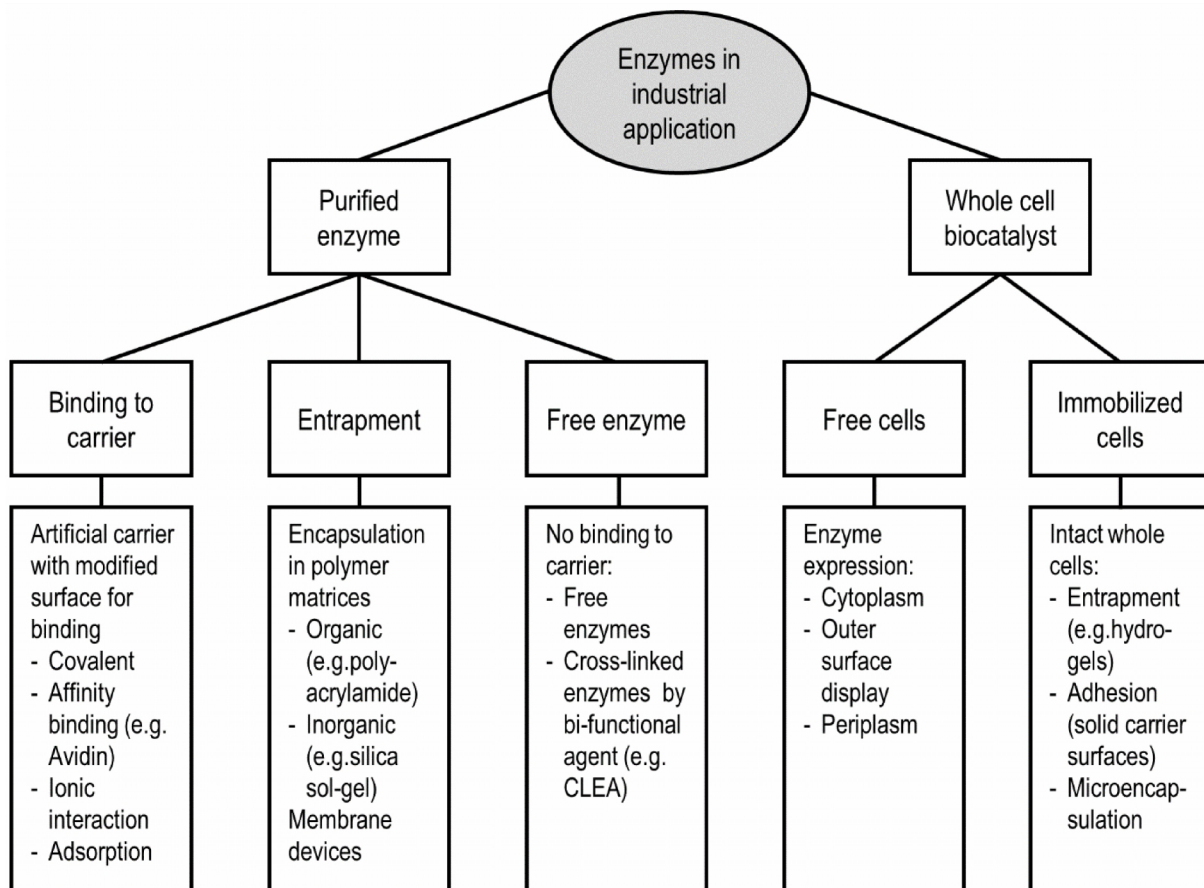 Enzymes in
industrial
application
Purified
enzyme
Whole cell
biocatalyst
Binding to
carrier
Entrapment
Free enzyme
Free cells
Immobilized
cells
Artificial carrier
with modified
surface for
binding
- Covalent
- Affinity
binding (e.g.
Avidin)
- Ionic
interaction
- Adsorption
Encapsulation
in polymer
matrices
- Organic
(e.g.poly-
acrylamide)
- Inorganic
(e.g.silica
sol-gel)
Membrane
devices
No binding to
carrier:
- Free
enzymes
- Cross-linked
enzymes by
bi-functional
agent (e.g.
CLEA)
Enzyme
expression:
- Cytoplasm
- Outer
surface
display
- Periplasm
Intact whole
cells:
- Entrapment
(e.g.hydro-
gels)
- Adhesion
(solid carrier
surfaces)
- Microencap-
sulation